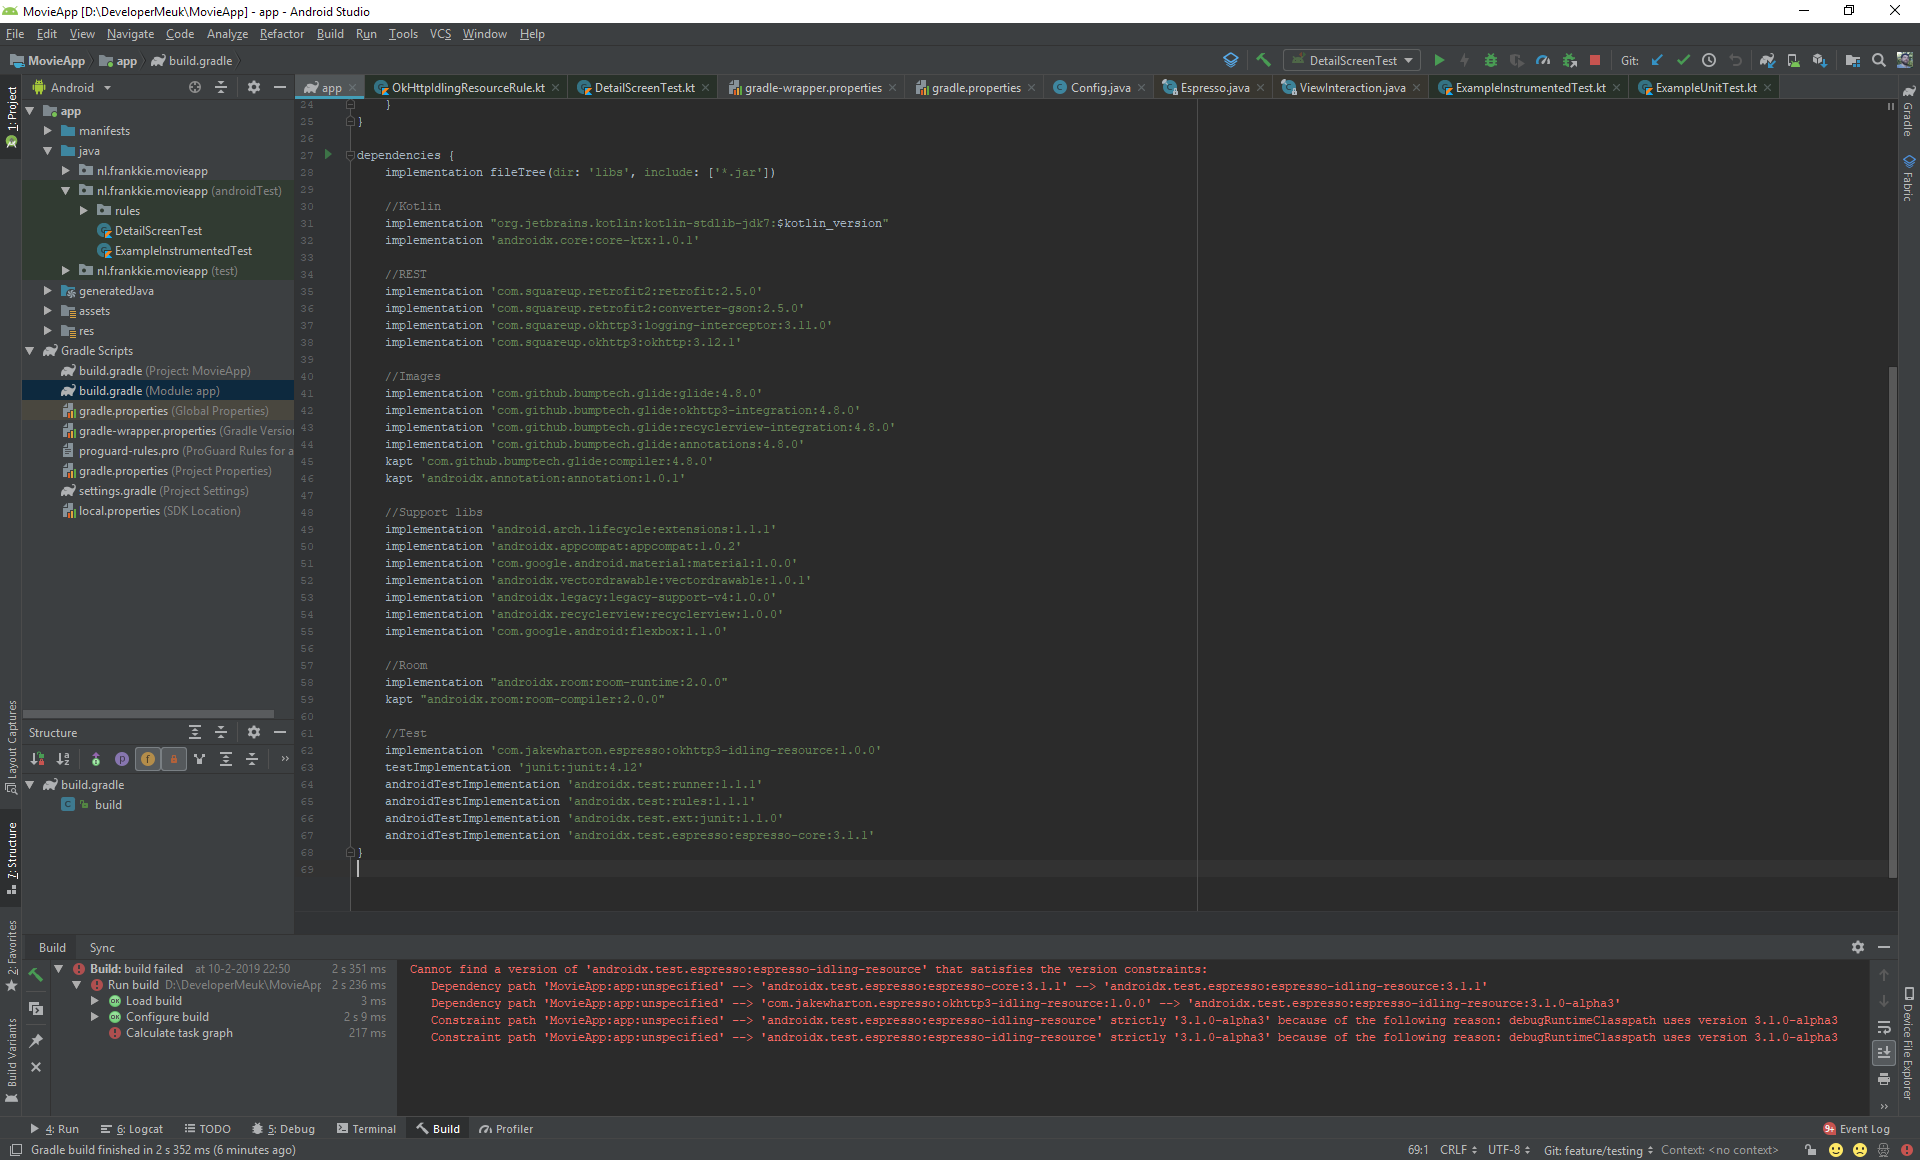 MovieApp [D:\DeveloperMeuk\MovieApp] - app - Android Studio
File Edit View Navigate Code Analyze Refactor Build Run Tools VCS Window Help
MovieApp app build.gradle DetailScreenTest Git:
Android app OkHttpIdlingResourceRule.kt DetailScreenTest.kt gradle-wrapper.properties gradle.properties Config.java Espresso.java ViewInteraction.java ExampleInstrumentedTest.kt ExampleUnitTest.kt
1: Project
Layout Captures
7: Structure
2: Favorites
Build Variants
app
manifests
java
nl.frankkie.movieapp
nl.frankkie.movieapp (androidTest)
rules
DetailScreenTest
ExampleInstrumentedTest
nl.frankkie.movieapp (test)
generatedJava
assets
res
Gradle Scripts
build.gradle (Project: MovieApp)
build.gradle (Module: app)
gradle.properties (Global Properties)
gradle-wrapper.properties (Gradle Versio
proguard-rules.pro (ProGuard Rules for a
gradle.properties (Project Properties)
settings.gradle (Project Settings)
local.properties (SDK Location)
Structure
build.gradle
build
24 }
25 }
26
27 dependencies {
28 implementation fileTree(dir: 'libs', include: ['*.jar'])
29
30 //Kotlin
31 implementation "org.jetbrains.kotlin:kotlin-stdlib-jdk7:$kotlin_version"
32 implementation 'androidx.core:core-ktx:1.0.1'
33
34 //REST
35 implementation 'com.squareup.retrofit2:retrofit:2.5.0'
36 implementation 'com.squareup.retrofit2:converter-gson:2.5.0'
37 implementation 'com.squareup.okhttp3:logging-interceptor:3.11.0'
38 implementation 'com.squareup.okhttp3:okhttp:3.12.1'
39
40 //Images
41 implementation 'com.github.bumptech.glide:glide:4.8.0'
42 implementation 'com.github.bumptech.glide:okhttp3-integration:4.8.0'
43 implementation 'com.github.bumptech.glide:recyclerview-integration:4.8.0'
44 implementation 'com.github.bumptech.glide:annotations:4.8.0'
45 kapt 'com.github.bumptech.glide:compiler:4.8.0'
46 kapt 'androidx.annotation:annotation:1.0.1'
47
48 //Support libs
49 implementation 'android.arch.lifecycle:extensions:1.1.1'
50 implementation 'androidx.appcompat:appcompat:1.0.2'
51 implementation 'com.google.android.material:material:1.0.0'
52 implementation 'androidx.vectordrawable:vectordrawable:1.0.1'
53 implementation 'androidx.legacy:legacy-support-v4:1.0.0'
54 implementation 'androidx.recyclerview:recyclerview:1.0.0'
55 implementation 'com.google.android:flexbox:1.1.0'
56
57 //Room
58 implementation "androidx.room:room-runtime:2.0.0"
59 kapt "androidx.room:room-compiler:2.0.0"
60
61 //Test
62 implementation 'com.jakewharton.espresso:okhttp3-idling-resource:1.0.0'
63 testImplementation 'junit:junit:4.12'
64 androidTestImplementation 'androidx.test:runner:1.1.1'
65 androidTestImplementation 'androidx.test:rules:1.1.1'
66 androidTestImplementation 'androidx.test.ext:junit:1.1.0'
67 androidTestImplementation 'androidx.test.espresso:espresso-core:3.1.1'
68 }
69
Gradle
Fabric
Device File Explorer
Build Sync
Build: build failed at 10-2-2019 22:50 2 s 351 ms
Run build D:\DeveloperMeuk\MovieApp 2 s 236 ms
Load build 3 ms
Configure build 2 s 9 ms
Calculate task graph 217 ms
Cannot find a version of 'androidx.test.espresso:espresso-idling-resource' that satisfies the version constraints:
Dependency path 'MovieApp:app:unspecified' --> 'androidx.test.espresso:espresso-core:3.1.1' --> 'androidx.test.espresso:espresso-idling-resource:3.1.1'
Dependency path 'MovieApp:app:unspecified' --> 'com.jakewharton.espresso:okhttp3-idling-resource:1.0.0' --> 'androidx.test.espresso:espresso-idling-resource:3.1.0-alpha3'
Constraint path 'MovieApp:app:unspecified' --> 'androidx.test.espresso:espresso-idling-resource' strictly '3.1.0-alpha3' because of the following reason: debugRuntimeClasspath uses version 3.1.0-alpha3
Constraint path 'MovieApp:app:unspecified' --> 'androidx.test.espresso:espresso-idling-resource' strictly '3.1.0-alpha3' because of the following reason: debugRuntimeClasspath uses version 3.1.0-alpha3
4: Run 6: Logcat TODO 5: Debug Terminal Build Profiler 9+ Event Log
Gradle build finished in 2 s 352 ms (6 minutes ago) 69:1 CRLF UTF-8 Git: feature/testing Context: <no context>